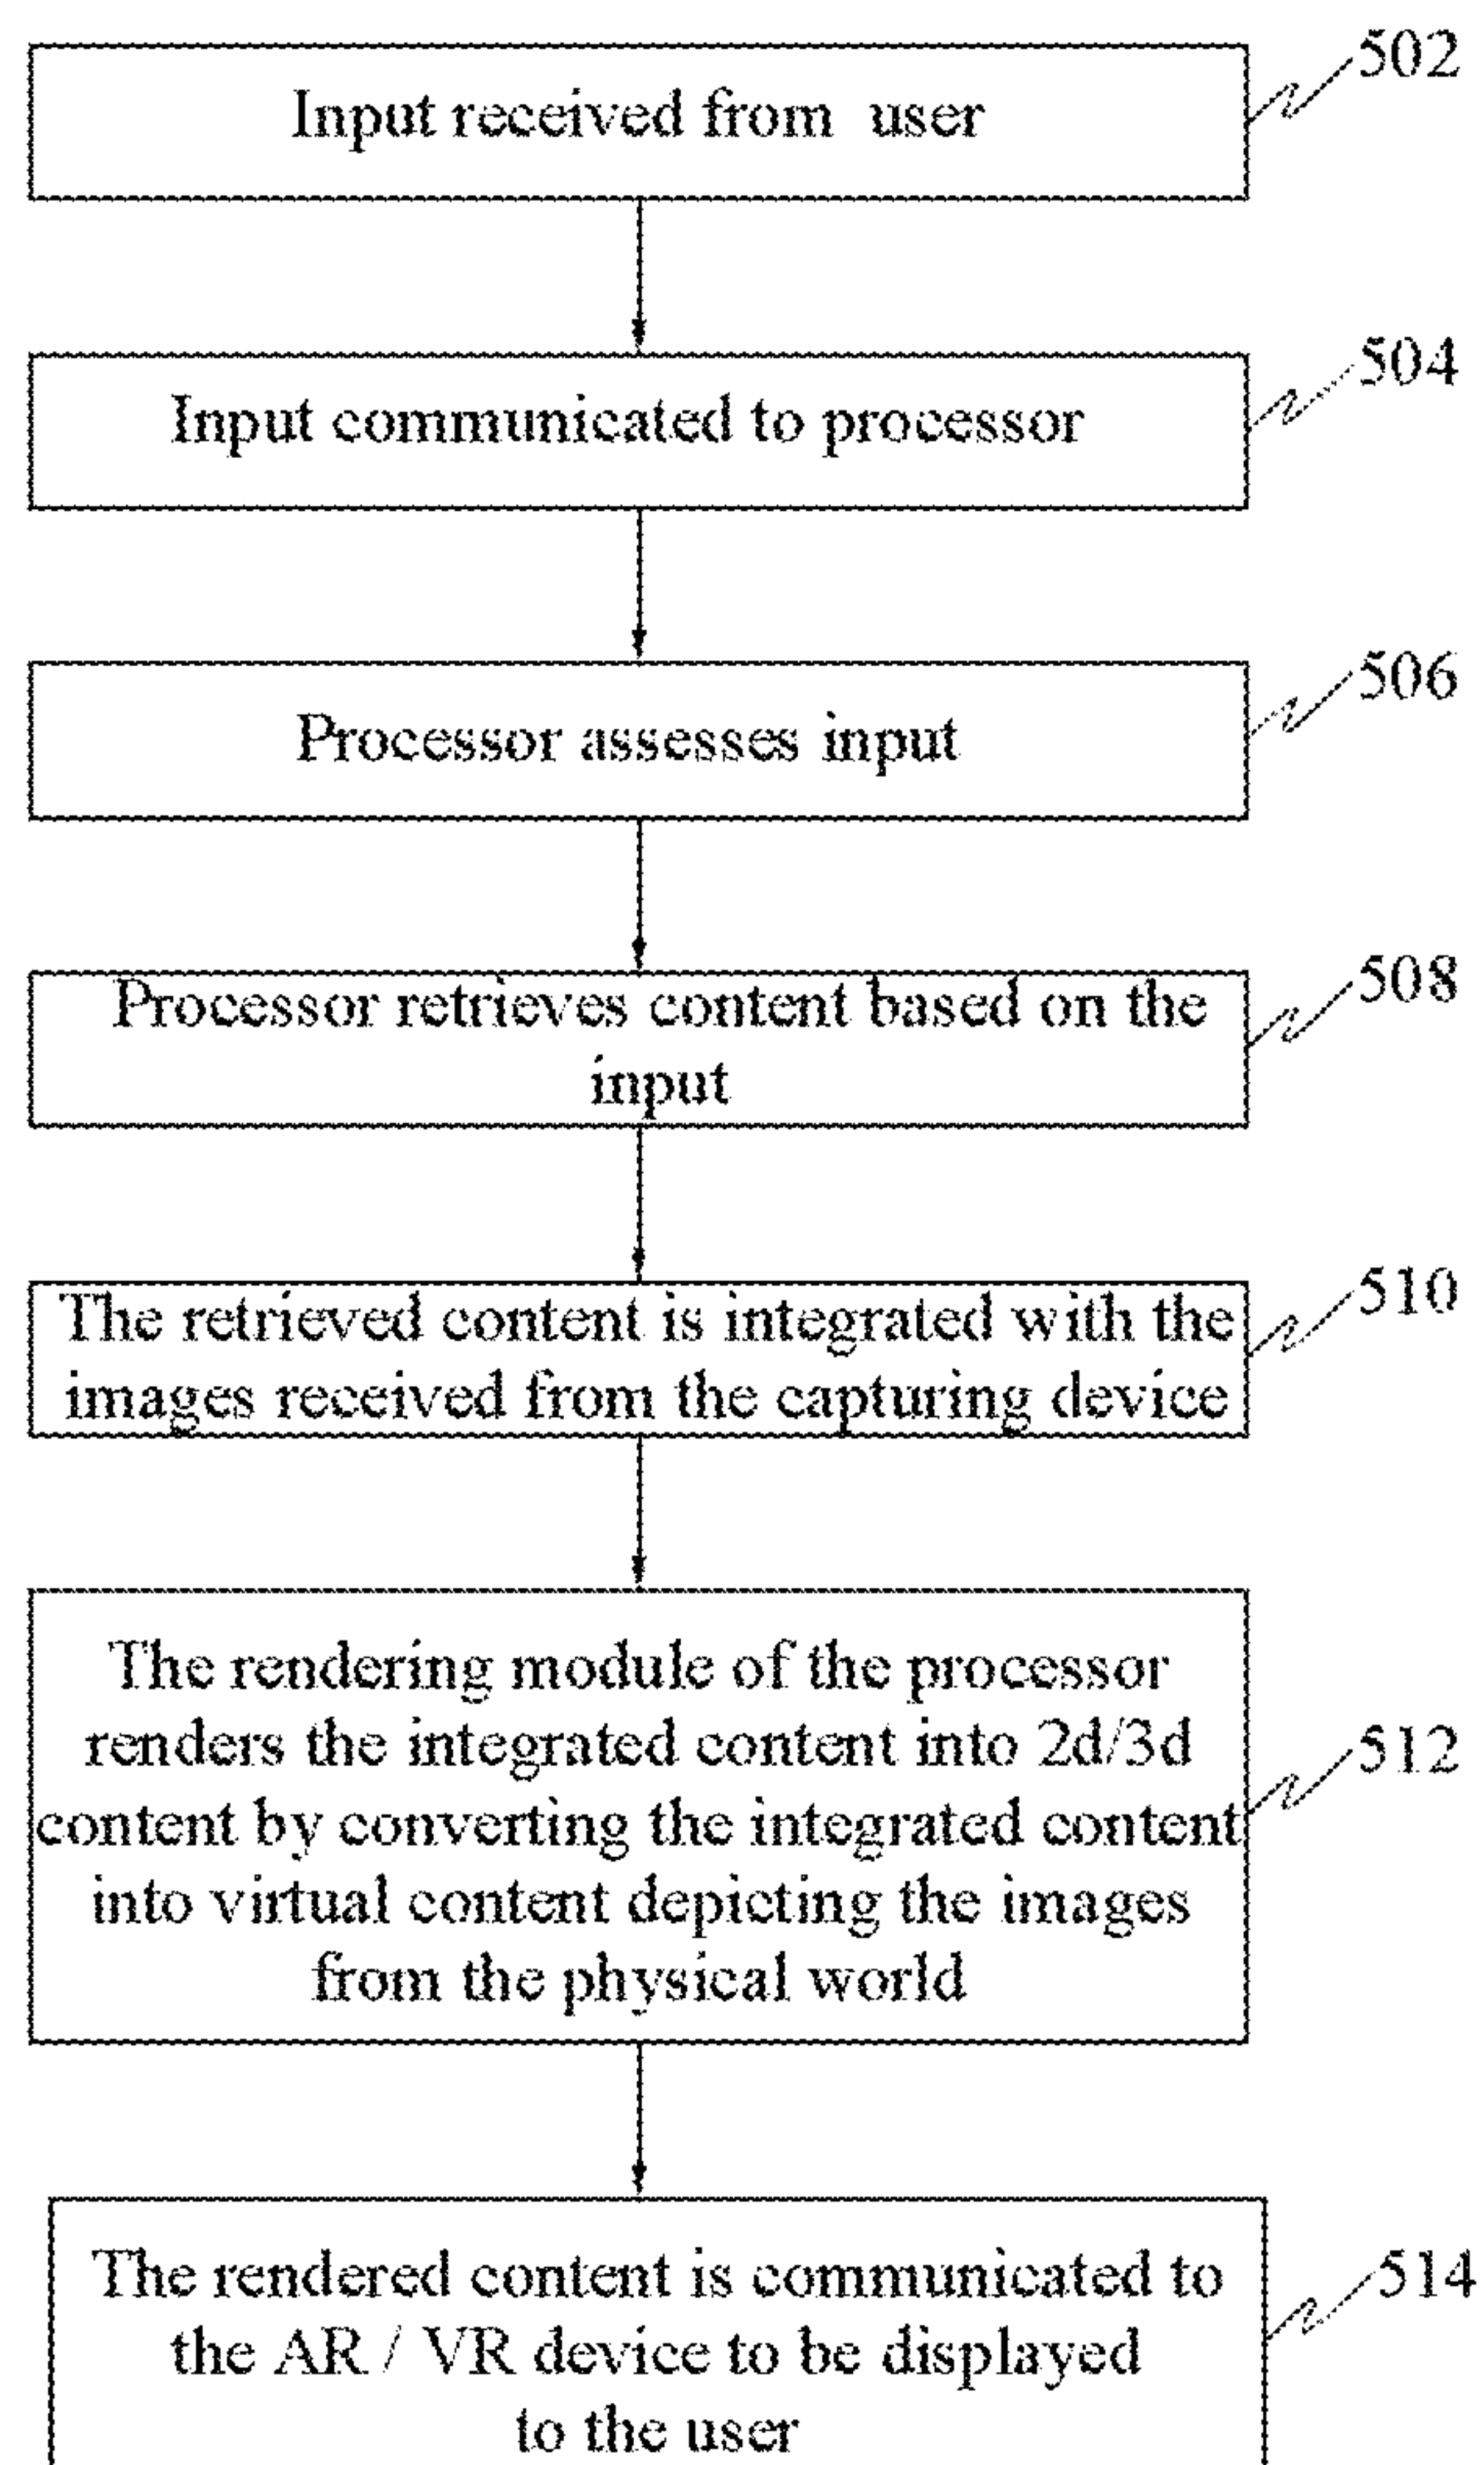 Input received from user
502
Input communicated to processor
504
Processor assesses input
506
Processor retrieves content based on the
input
508
The retrieved content is integrated with the
images received from the capturing device
510
The rendering module of the processor
renders the integrated content into 2d/3d
content by converting the integrated content
into virtual content depicting the images
from the physical world
512
The rendered content is communicated to
the AR / VR device to be displayed
to the user
514